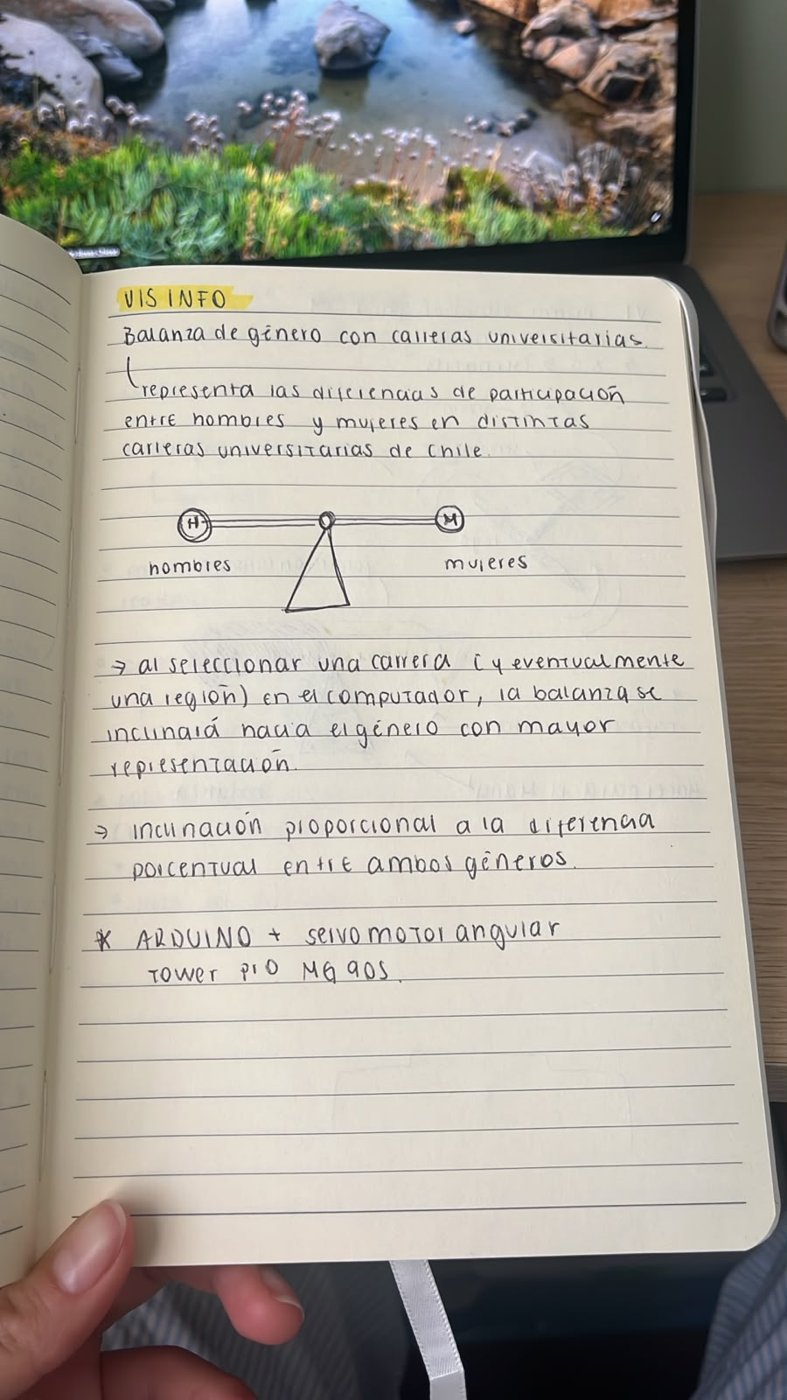 VIS INFO
Balanza de género con carreras universitarias.
representa las diferencias de participación
entre hombres y mujeres en distintas
carreras universitarias de Chile.
H M
hombres mujeres
→ al seleccionar una carrera (y eventualmente
una región) en el computador, la balanza se
inclinará hacia el género con mayor
representación.
→ inclinación proporcional a la diferencia
porcentual entre ambos géneros.
* ARDUINO + servomotor angular
Tower pro MG 90S.